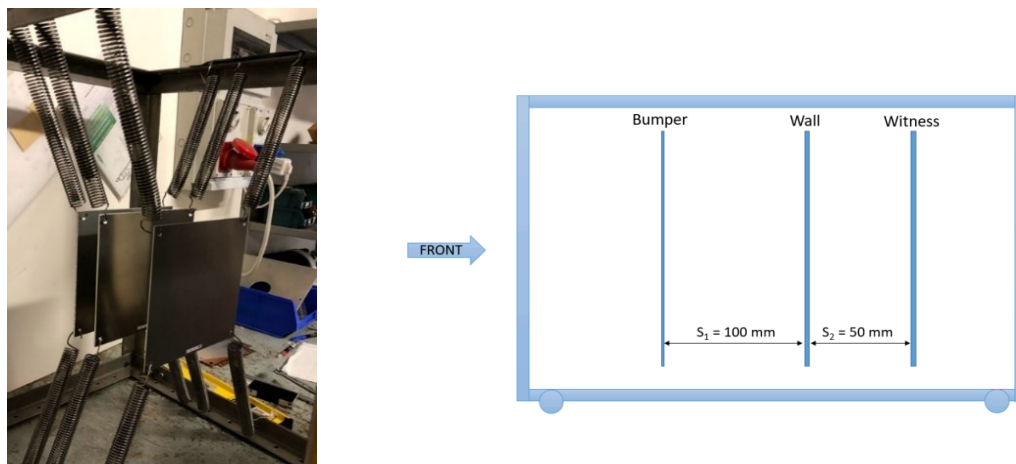 Bumper
Wall
Witness
FRONT
S₁ = 100 mm
S₂ = 50 mm